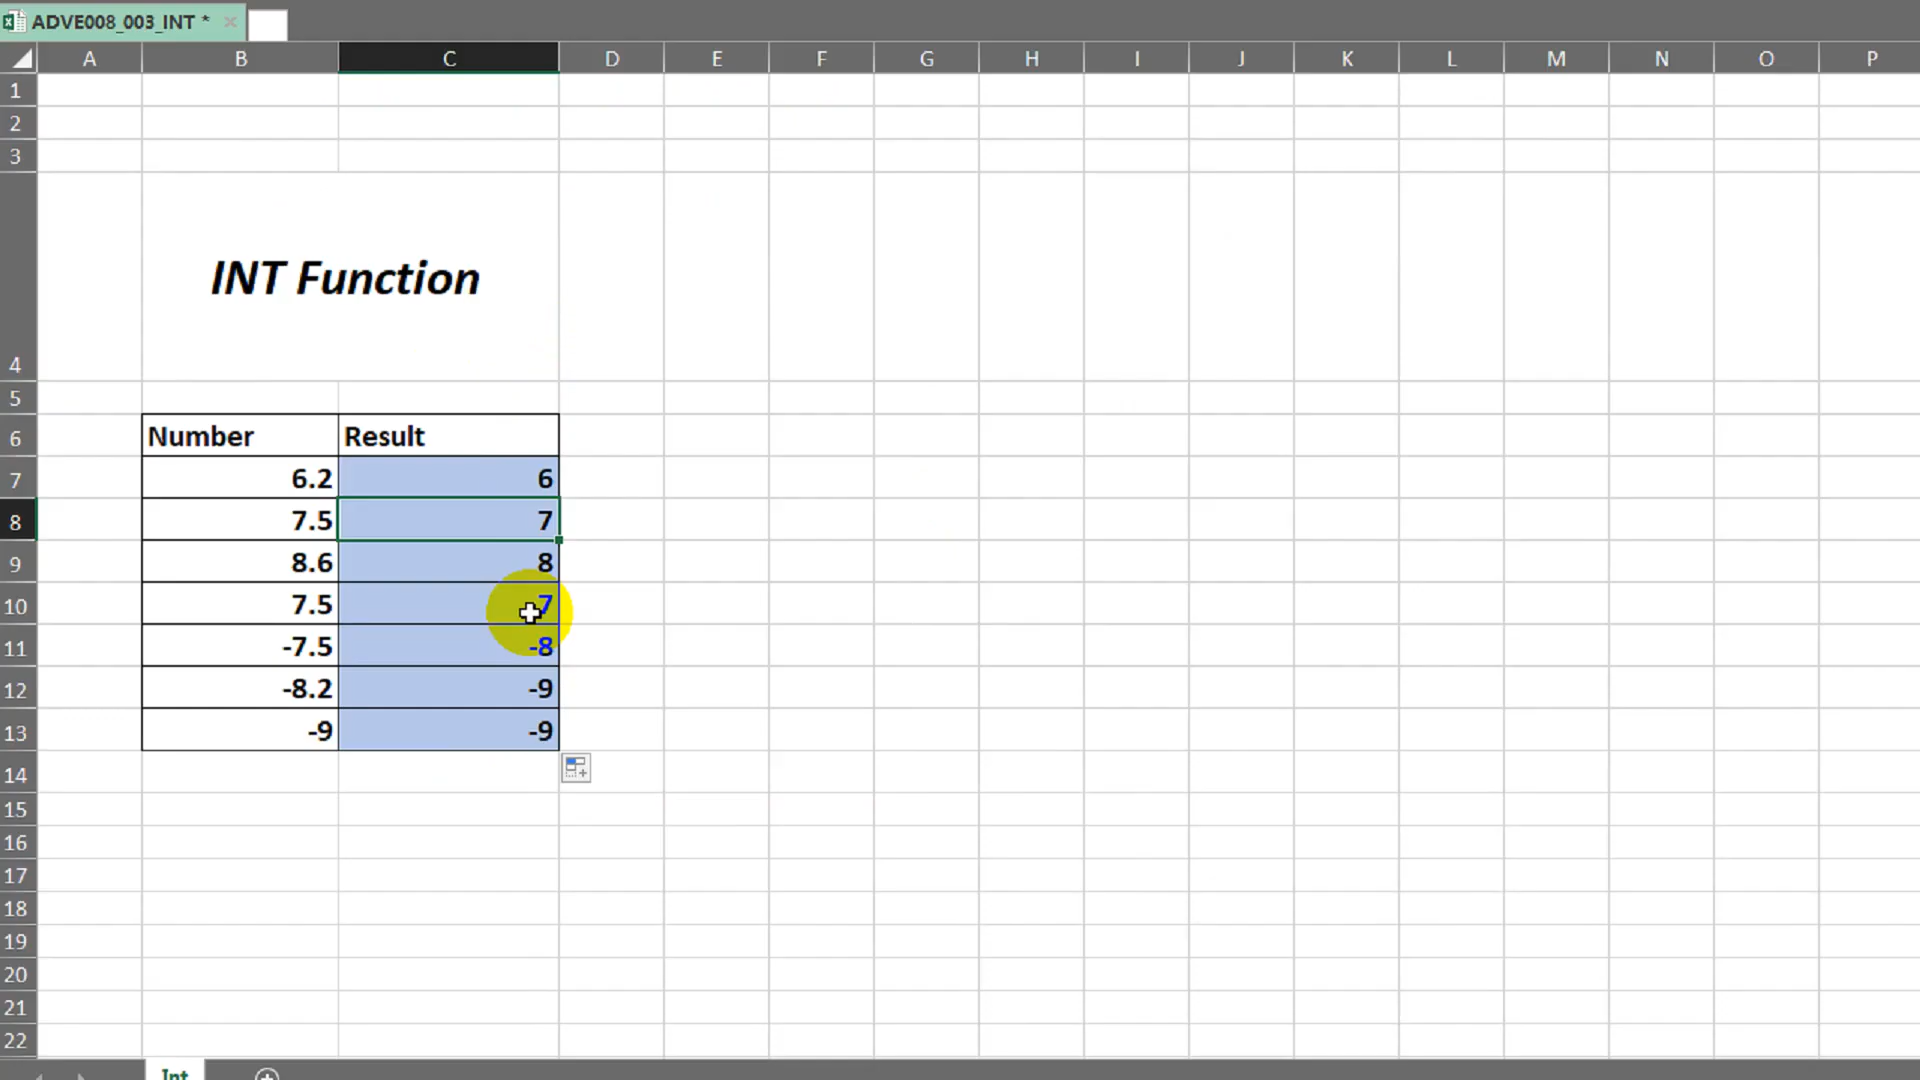 ADVE008_003_INT *
A B C D E F G H I J K L M N O P
1
2
3
INT Function
4
5
6 Number Result
7 6.2 6
8 7.5 7
9 8.6 8
10 7.5 7
11 -7.5 -8
12 -8.2 -9
13 -9 -9
14
15
16
17
18
19
20
21
22
Int